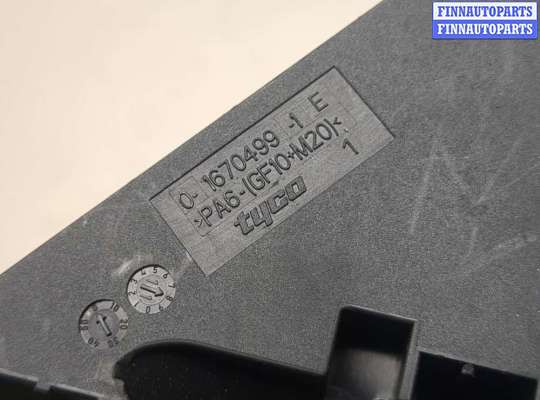 FINNAUTOPARTS
FINNAUTOPARTS
0- 1670499 -1 E
>PA6-(GF10+M20)<
1
tyco